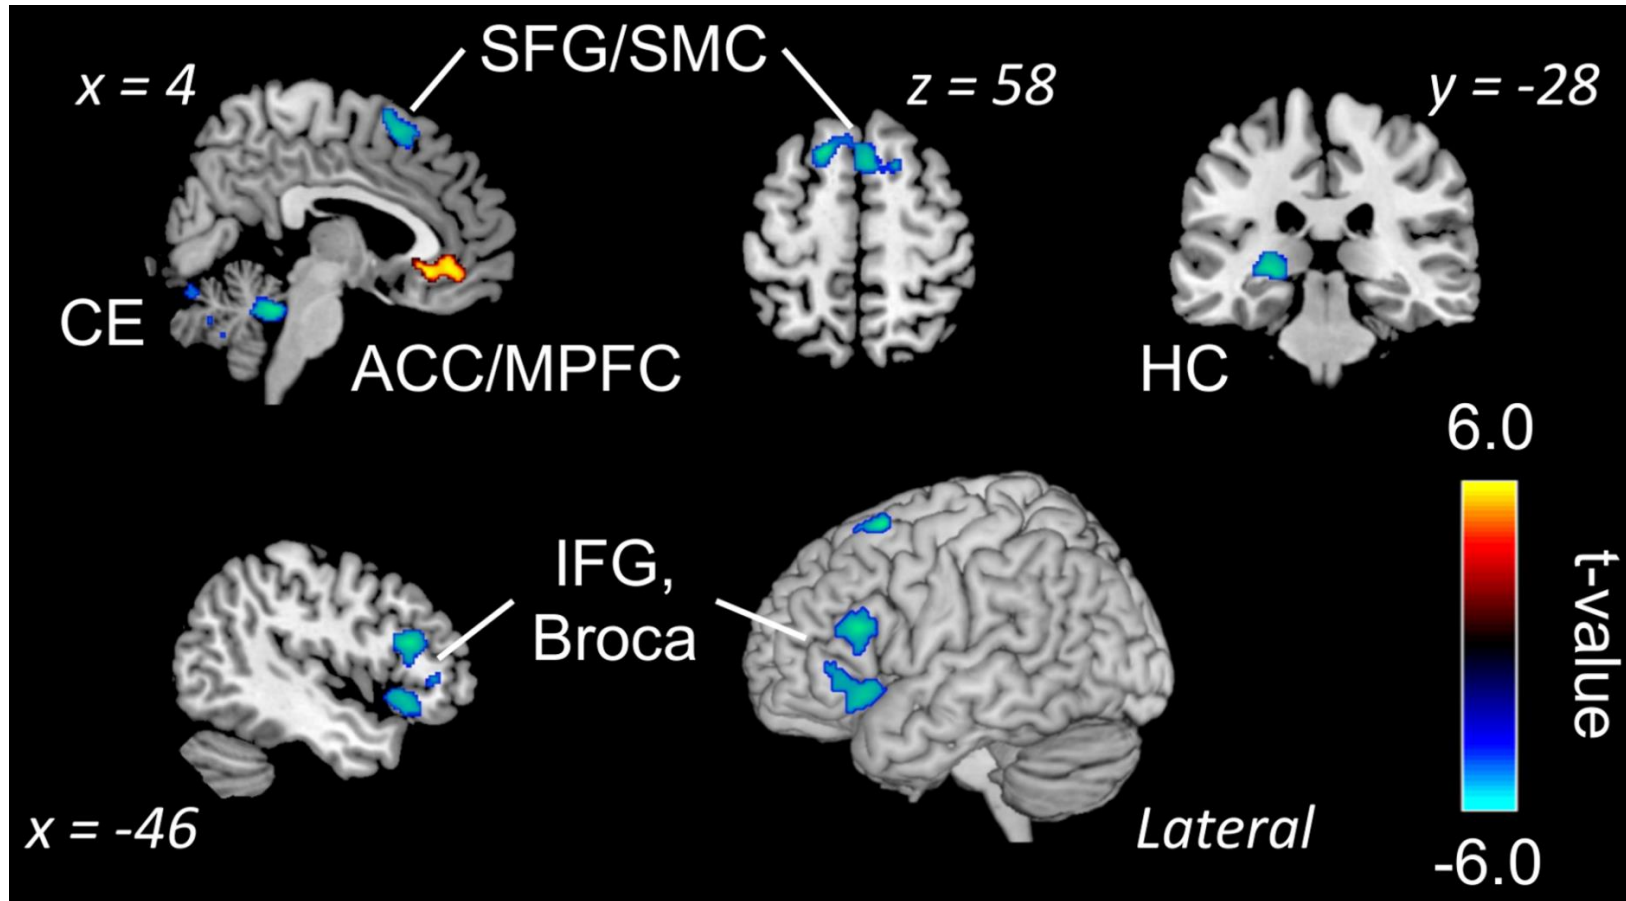 SFG/SMC
x = 4
z = 58
y = -28
CE
ACC/MPFC
HC
6.0
IFG,
Broca
t-value
x = -46
Lateral
-6.0